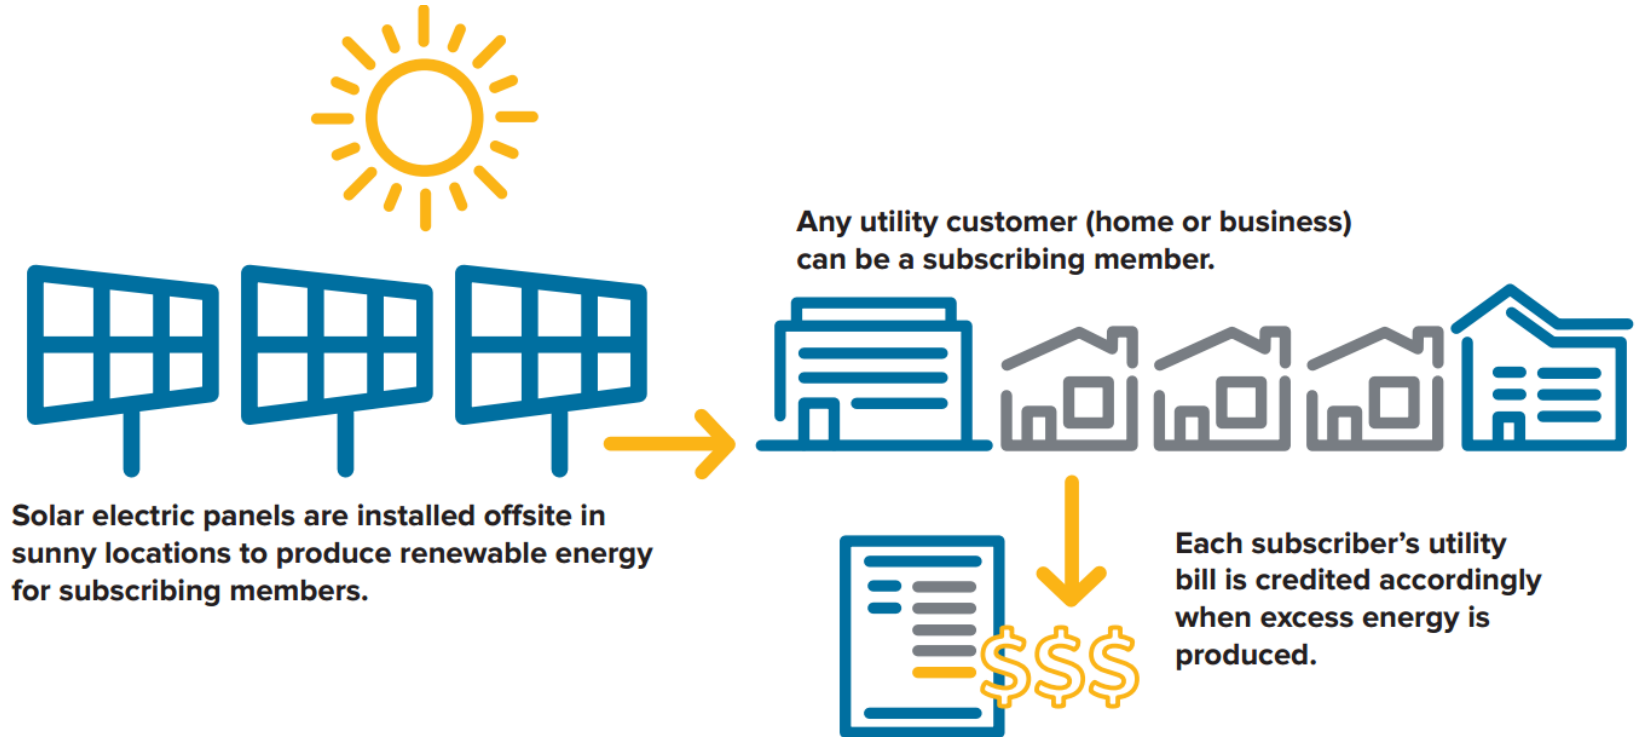 Any utility customer (home or business)
can be a subscribing member.
Solar electric panels are installed offsite in
sunny locations to produce renewable energy
for subscribing members.
Each subscriber’s utility
bill is credited accordingly
when excess energy is
produced.
$$$